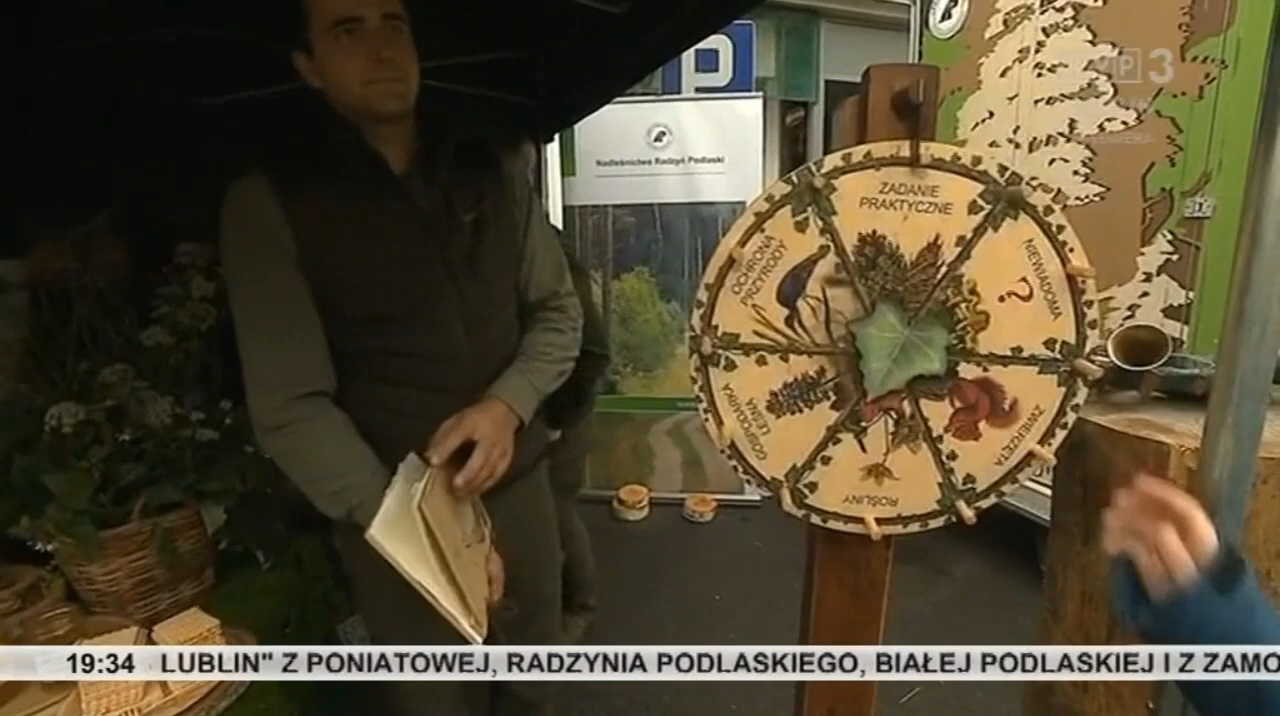 P
TVP 3
Nadleśnictwo Radzyń Podlaski
ZADANIE
PRAKTYCZNE
OCHRONA
PRZYRODY
NIEWIADOMA
?
GOSPODARKA
LEŚNA
ZWIERZĘTA
ROŚLINY
19:34 LUBLIN" Z PONIATOWEJ, RADZYNIA PODLASKIEGO, BIAŁEJ PODLASKIEJ I Z ZAMO